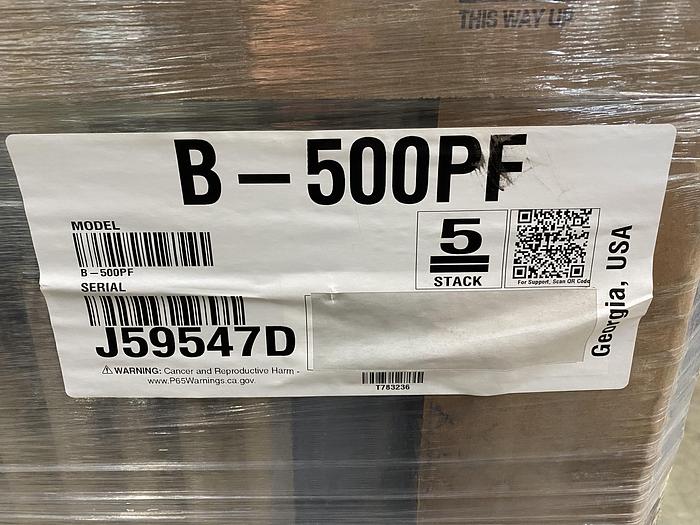 THIS WAY UP
B-500PF
MODEL
B-500PF
SERIAL
J59547D
5
STACK
For Support, Scan QR Code
Georgia, USA
⚠ WARNING: Cancer and Reproductive Harm -
www.P65Warnings.ca.gov.
T783236